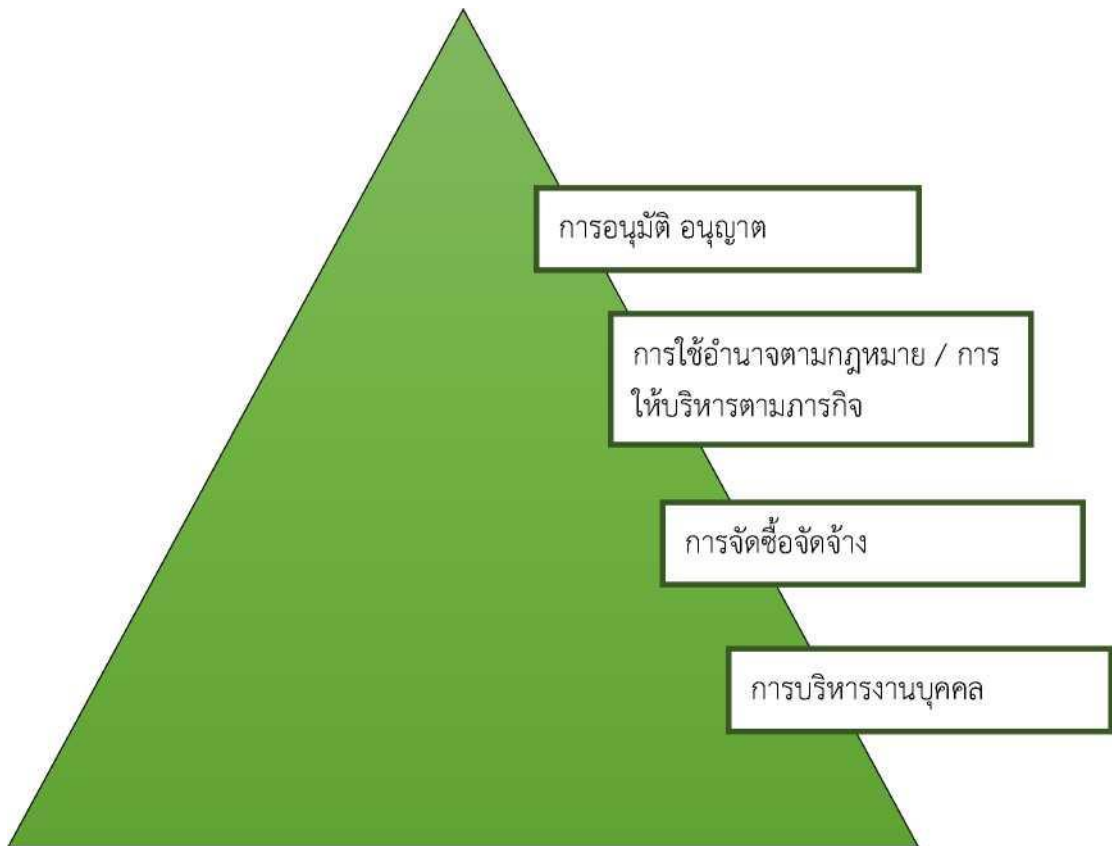 การอนุมัติ อนุญาต
การใช้อำนาจตามกฎหมาย / การ
ให้บริหารตามภารกิจ
การจัดซื้อจัดจ้าง
การบริหารงานบุคคล